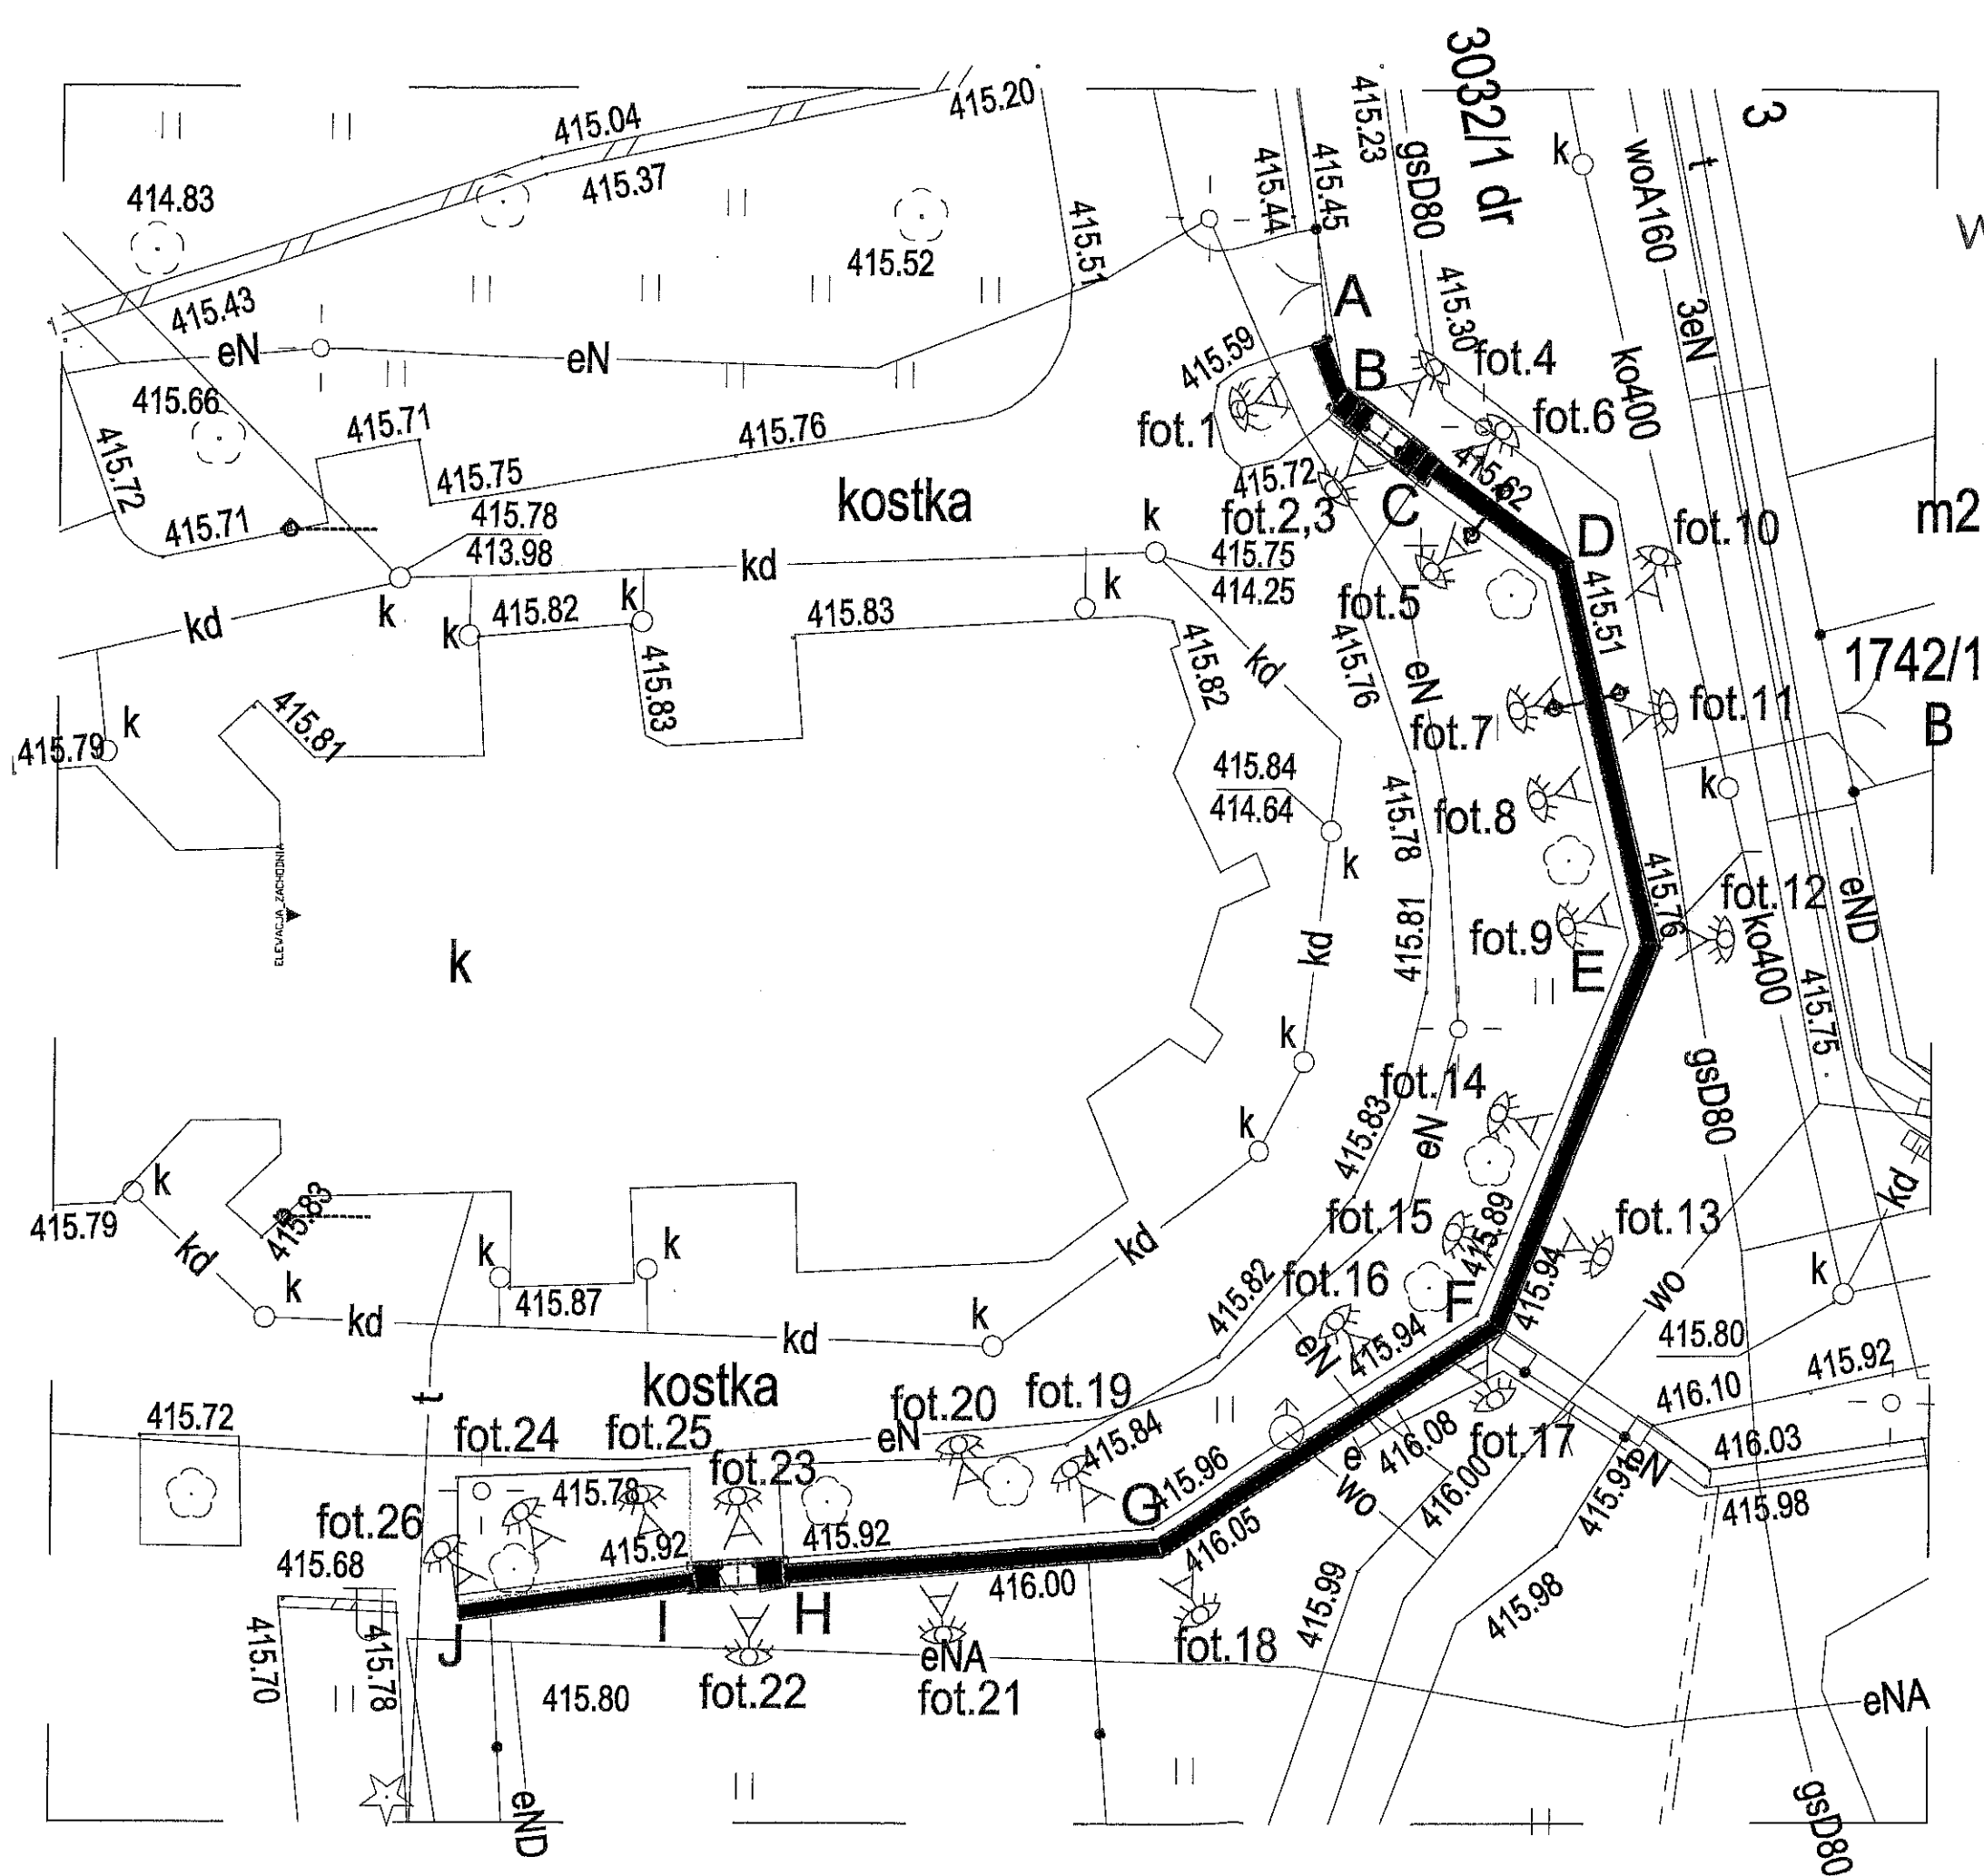 415.04
415.20
415.37
414.83
415.52
415.51
415.43
eN
eN
415.66
415.72
415.71
415.71
415.75
415.76
415.78
413.98
kostka
415.44
415.45
415.23
gsD80
3032/1 dr
k
woA160
t
3
A
415.59
B
415.30
fot.4
fot.1
fot.6
ko400
3eN
415.72
fot.2,3
C
415.62
D
fot.10
m2
k
415.75
414.25
kd
kd
k
k
415.82
k
415.83
415.83
415.82
kd
fot.5
415.76
eN
415.51
1742/1
B
fot.11
fot.7
415.79
k
415.81
415.84
414.64
k
415.78
fot.8
k
415.76
fot.12
eND
ELEWACJA_ZACHODNIA
k
kd
415.81
fot.9
E
ko400
415.75
k
fot.14
gsD80
k
415.83
eN
kd
415.79
k
kd
415.83
k
k
k
415.87
kd
kd
k
kd
fot.15
415.89
fot.13
fot.16
F
415.94
wo
k
415.82
eN
415.94
415.80
415.92
416.10
kostka
t
415.72
fot.24
fot.25
fot.20
fot.19
eN
fot.23
415.84
415.96
e
416.08
fot.17
416.03
eN
wo
416.00
415.91
415.98
fot.26
415.78
415.92
415.92
G
416.05
415.68
416.00
415.99
415.98
J
I
H
415.70
415.78
fot.22
eNA
fot.21
fot.18
415.80
eNA
eND
gsD80